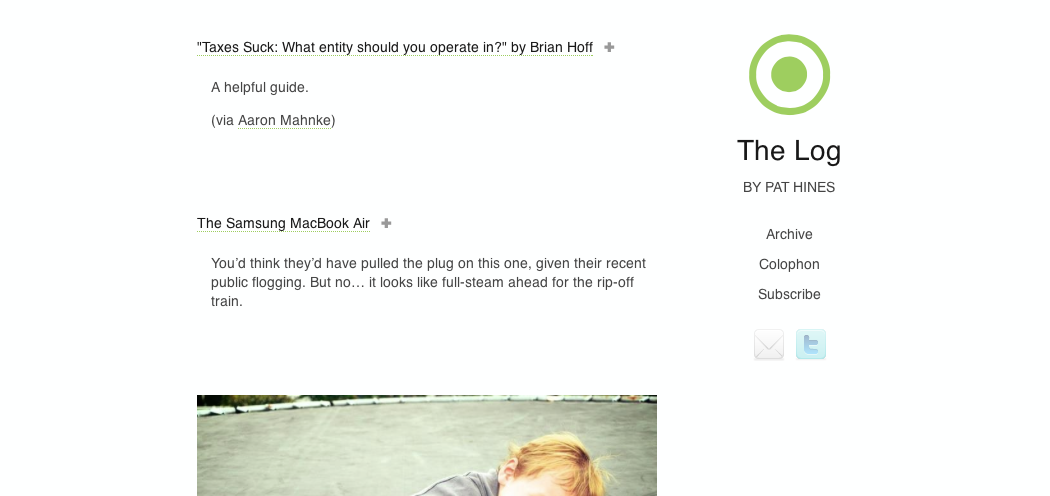 "Taxes Suck: What entity should you operate in?" by Brian Hoff
A helpful guide.
(via Aaron Mahnke)
The Samsung MacBook Air
You’d think they’d have pulled the plug on this one, given their recent
public flogging. But no… it looks like full-steam ahead for the rip-off
train.
The Log
BY PAT HINES
Archive
Colophon
Subscribe